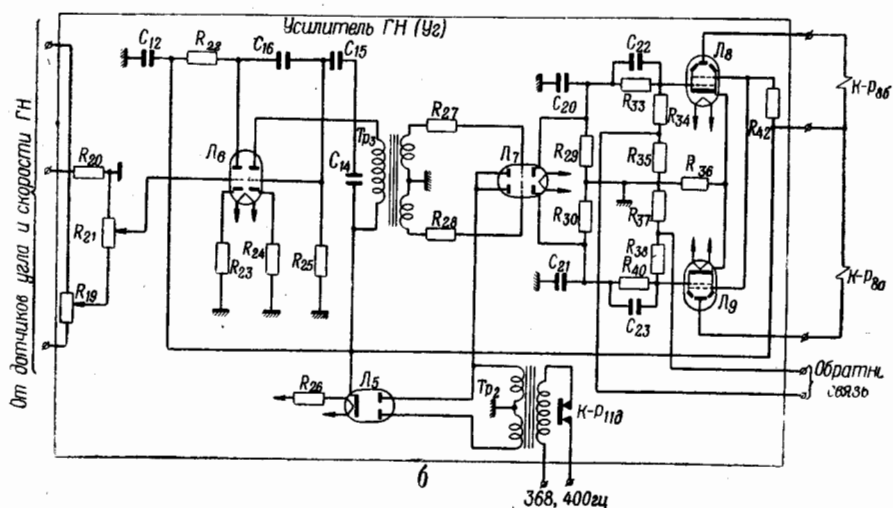 Усилитель ГН (Уг)
C12
R22
C16
C15
C22
Л8
К-р8б
C20
R33
R34
R42
R27
Тр3
R20
Л6
C14
Л7
R29
R35
R36
R21
R28
R30
R37
R38
R23
R24
R25
C21
R40
Л9
К-р8а
R19
C23
От датчиков угла и скорости ГН
R26
Л5
Тр2
К-р11д
Обратн
связь
б
368, 400гц